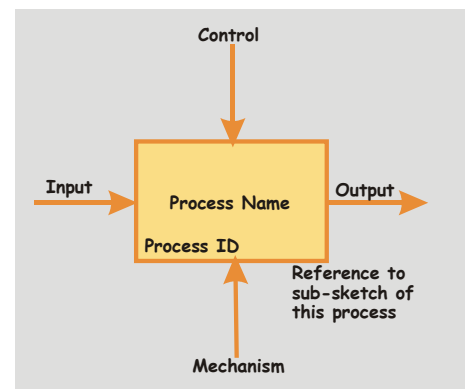 Control
Input
Process Name
Output
Process ID
Reference to
sub-sketch of
this process
Mechanism